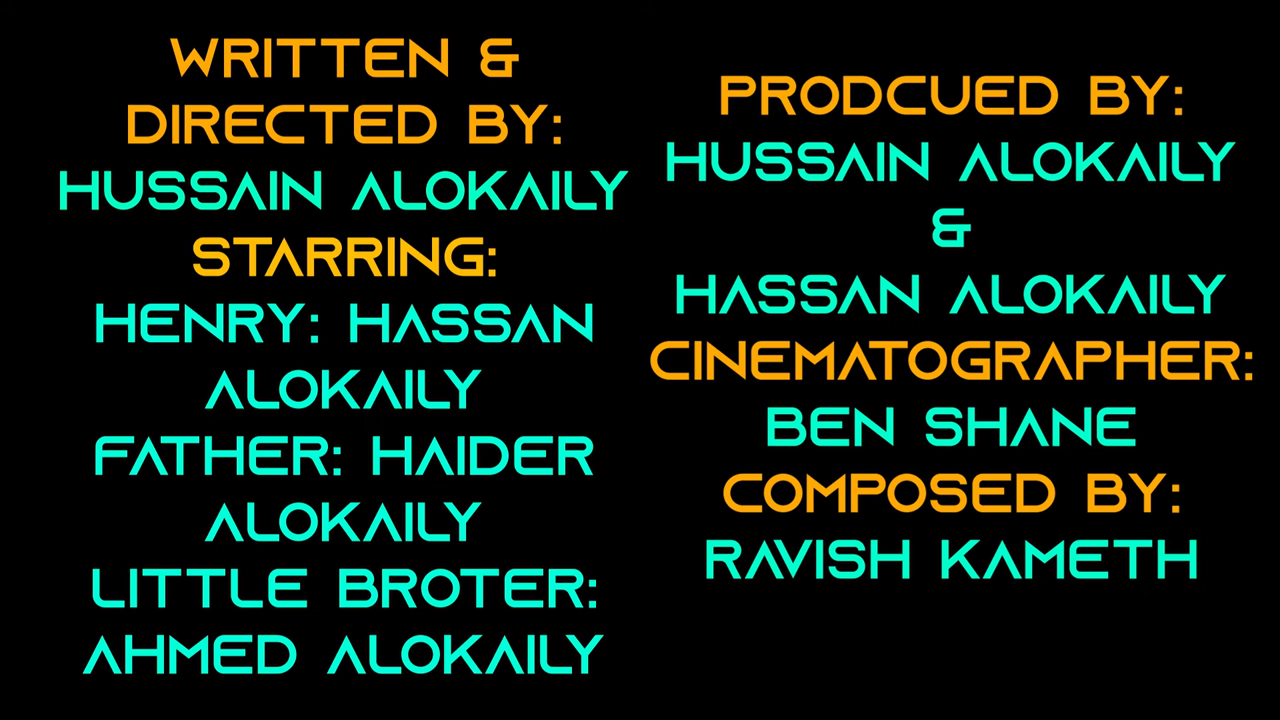 WRITTEN &
DIRECTED BY:
HUSSAIN ALOKAILY
STARRING:
HENRY: HASSAN
ALOKAILY
FATHER: HAIDER
ALOKAILY
LITTLE BROTER:
AHMED ALOKAILY
PRODCUED BY:
HUSSAIN ALOKAILY
&
HASSAN ALOKAILY
CINEMATOGRAPHER:
BEN SHANE
COMPOSED BY:
RAVISH KAMETH